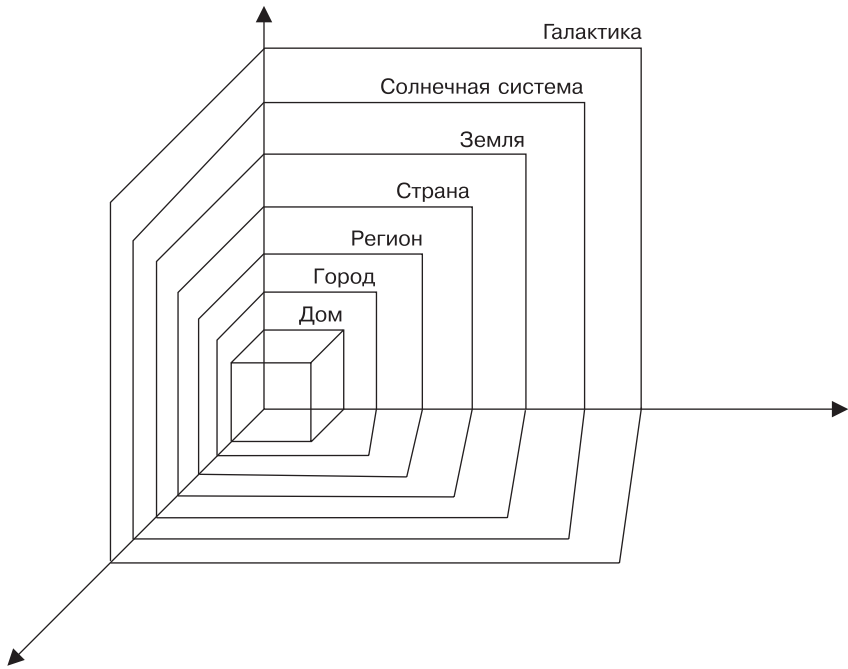 Галактика
Солнечная система
Земля
Страна
Регион
Город
Дом